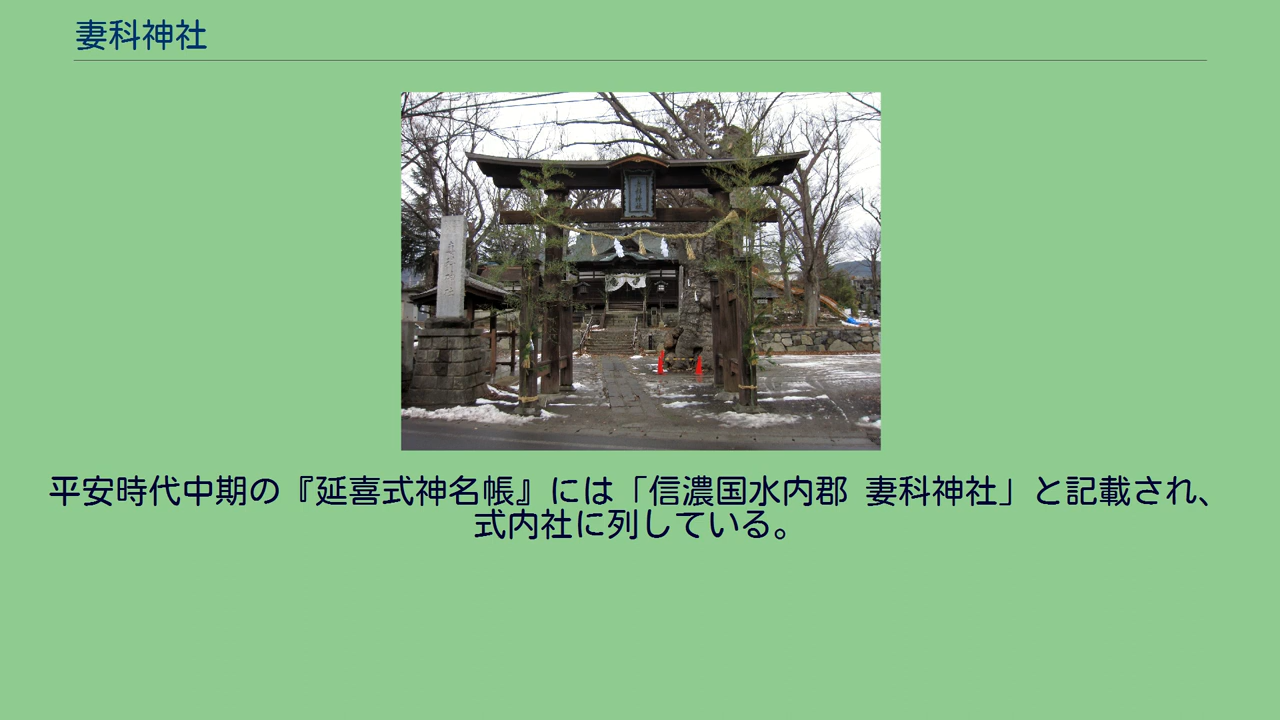 妻科神社
平安時代中期の『延喜式神名帳』には「信濃国水内郡 妻科神社」と記載され、
式内社に列している。